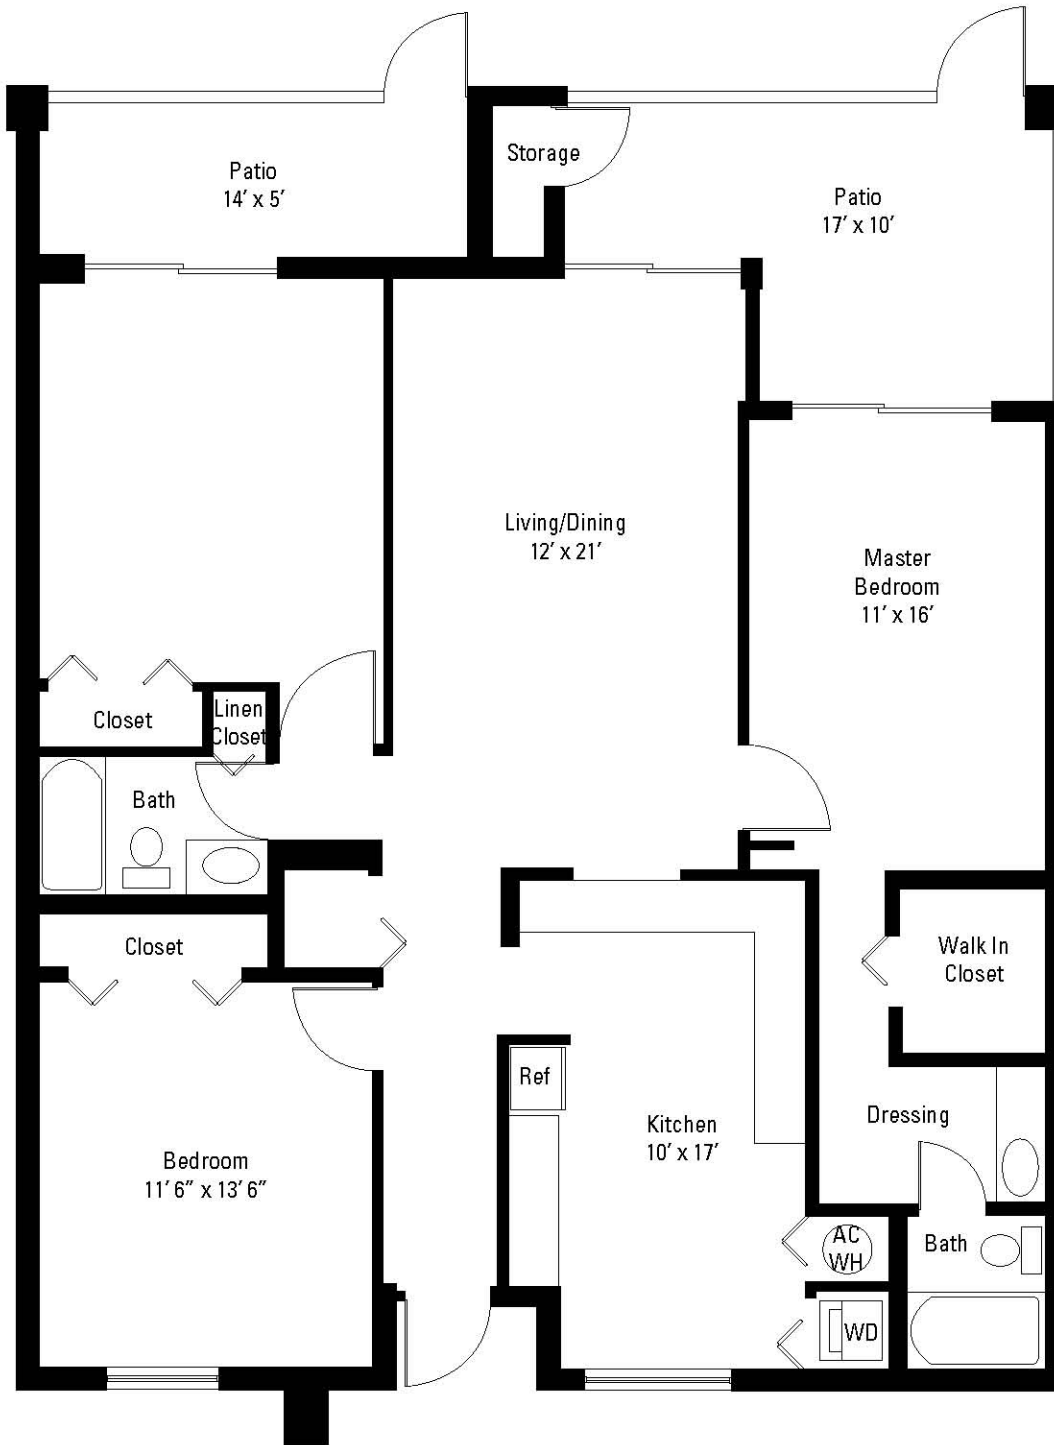 Storage
Patio
14' x 5'
Patio
17' x 10'
Living/Dining
12' x 21'
Master
Bedroom
11' x 16'
Linen
Closet
Closet
Bath
Closet
Walk In
Closet
Ref
Dressing
Kitchen
10' x 17'
Bedroom
11' 6" x 13' 6"
AC
WH
Bath
WD